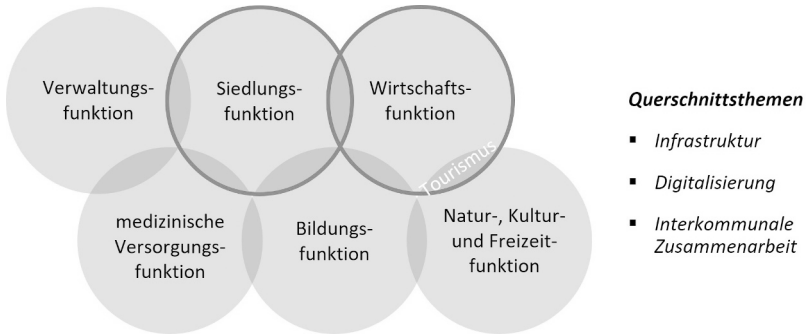 Verwaltungs-
funktion
Siedlungs-
funktion
Wirtschafts-
funktion
Tourismus
medizinische
Versorgungs-
funktion
Bildungs-
funktion
Natur-, Kultur-
und Freizeit-
funktion
Querschnittsthemen
▪ Infrastruktur
▪ Digitalisierung
▪ Interkommunale
Zusammenarbeit